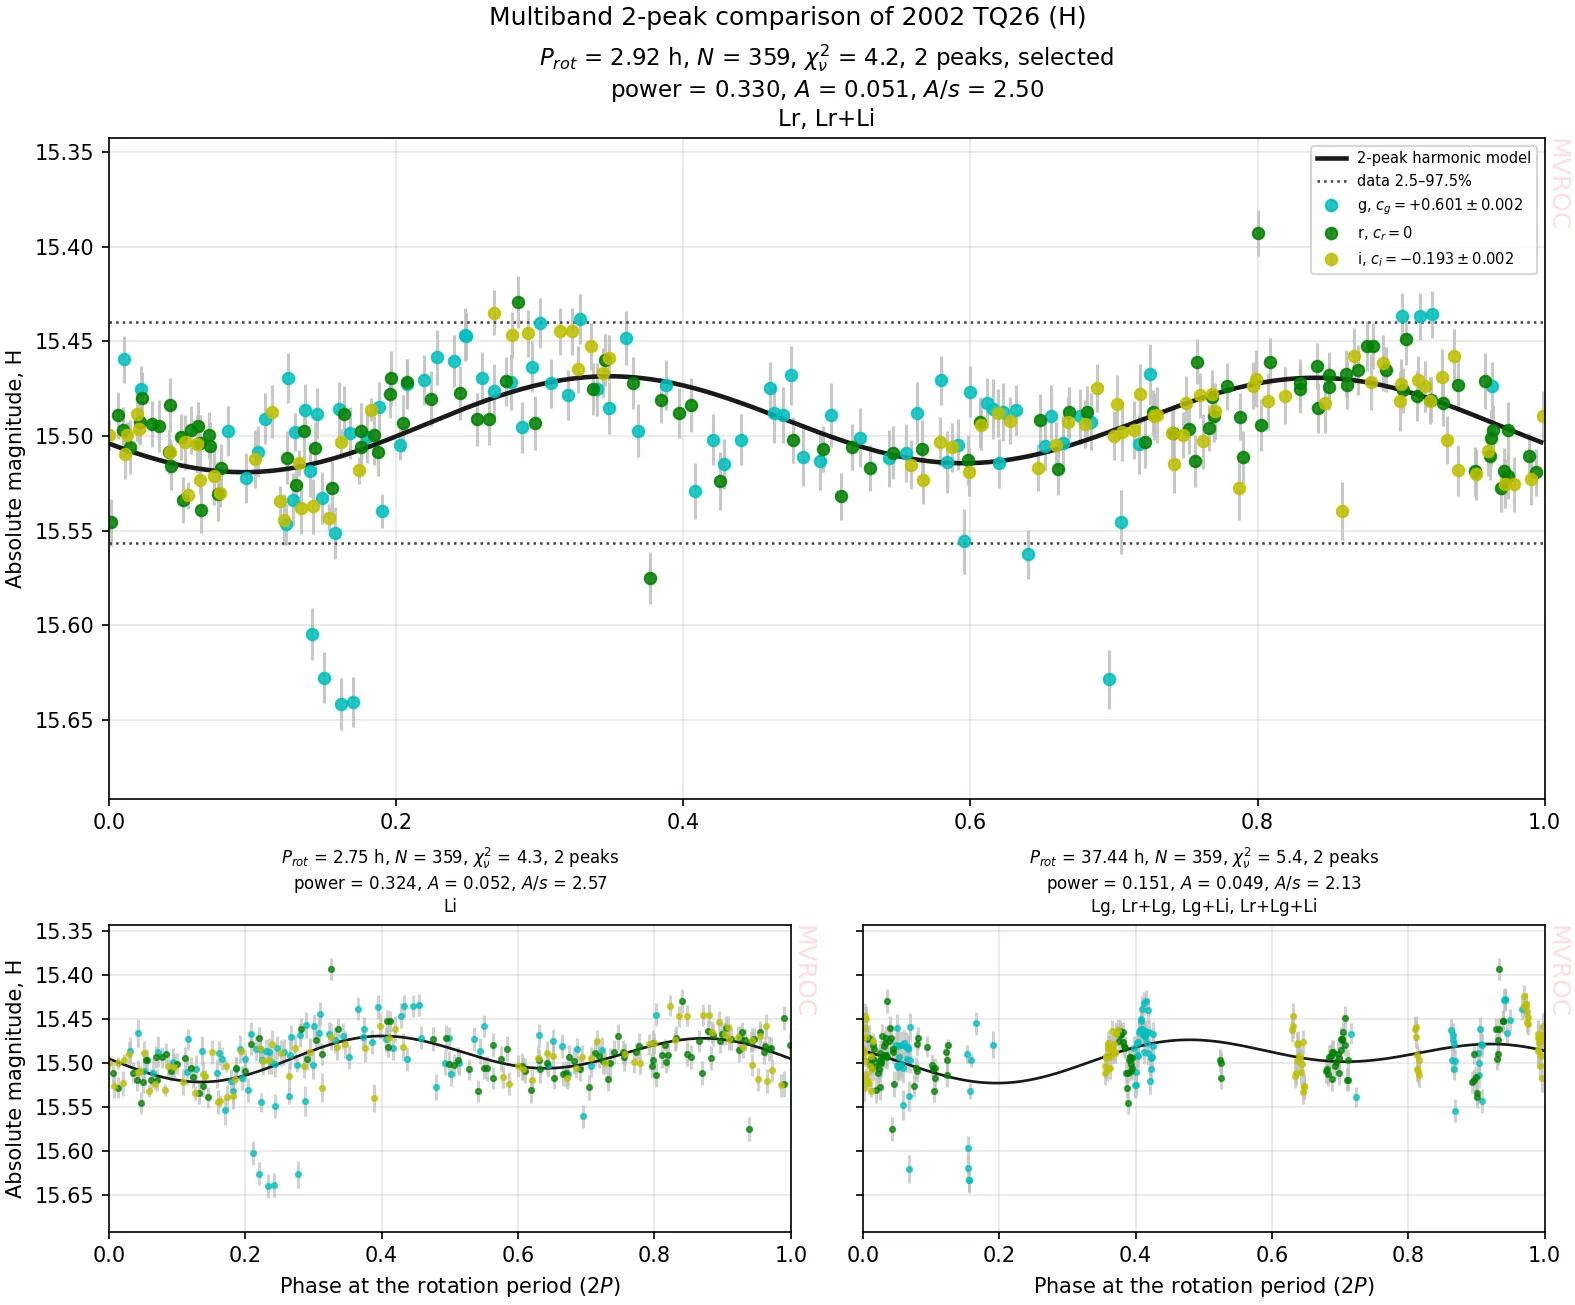 Multiband 2-peak comparison of 2002 TQ26 (H)
P_rot = 2.92 h, N = 359, χ²_ν = 4.2, 2 peaks, selected
power = 0.330, A = 0.051, A/s = 2.50
Lr, Lr+Li
15.35
15.40
15.45
15.50
15.55
15.60
15.65
Absolute magnitude, H
2-peak harmonic model
data 2.5–97.5%
g, c_g = +0.601 ± 0.002
r, c_r = 0
i, c_i = −0.193 ± 0.002
MVROC
0.0 0.2 0.4 0.6 0.8 1.0
P_rot = 2.75 h, N = 359, χ²_ν = 4.3, 2 peaks
power = 0.324, A = 0.052, A/s = 2.57
Li
15.35
15.40
15.45
15.50
15.55
15.60
15.65
Absolute magnitude, H
MVROC
0.0 0.2 0.4 0.6 0.8 1.0
Phase at the rotation period (2P)
P_rot = 37.44 h, N = 359, χ²_ν = 5.4, 2 peaks
power = 0.151, A = 0.049, A/s = 2.13
Lg, Lr+Lg, Lg+Li, Lr+Lg+Li
MVROC
0.0 0.2 0.4 0.6 0.8 1.0
Phase at the rotation period (2P)